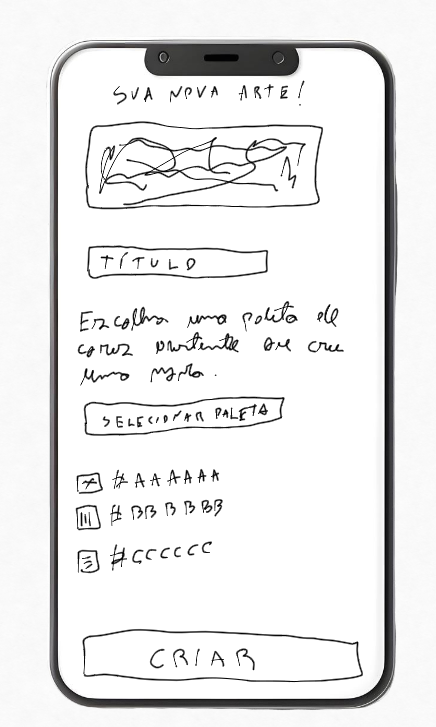 SUA NOVA ARTE!
TÍTULO
Escolha uma paleta de
cores existente ou crie
uma nova.
SELECIONAR PALETA
#AAAAAA
#BBBBBB
#CCCCCC
CRIAR